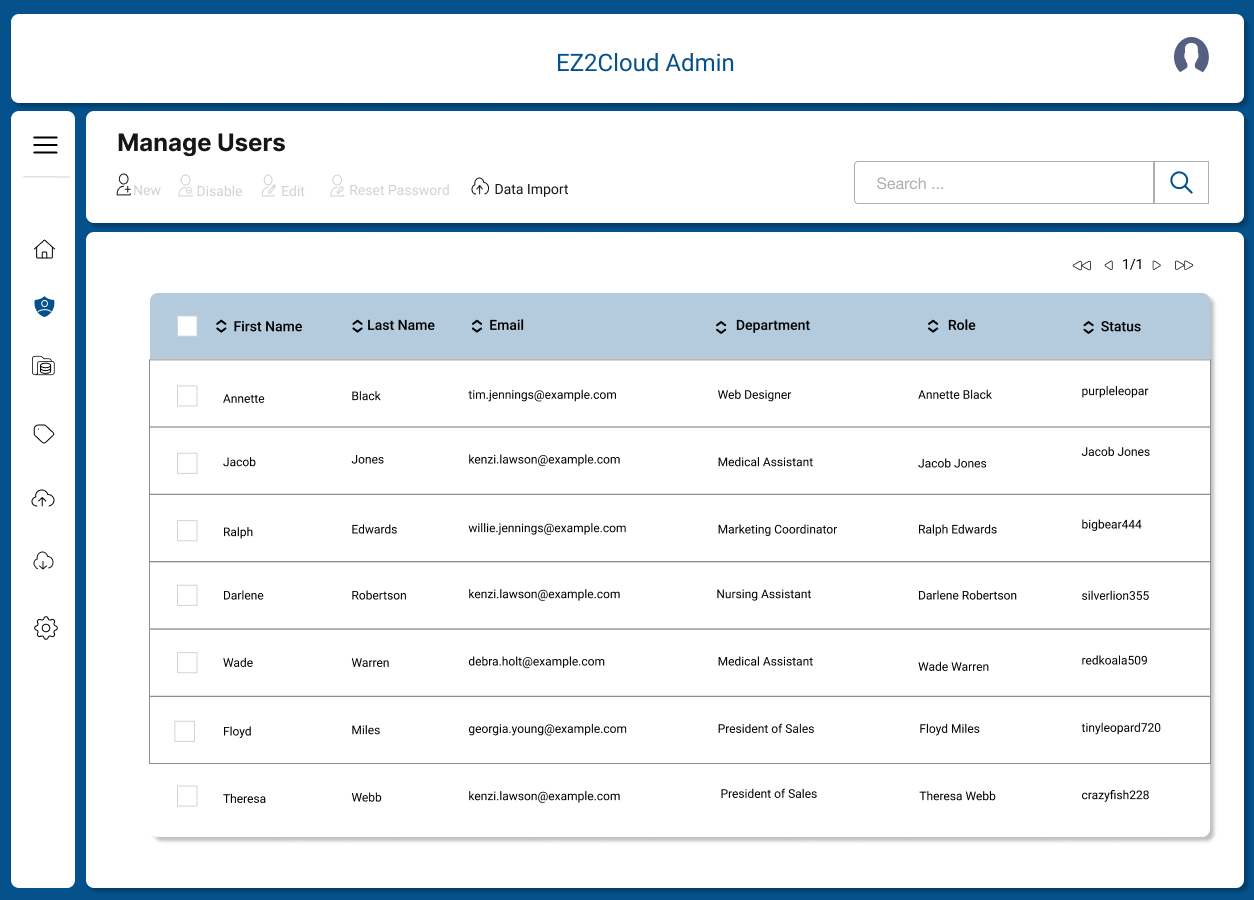 EZ2Cloud Admin
Manage Users
New Disable Edit Reset Password Data Import
Search ...
1/1
First Name Last Name Email Department Role Status
Annette Black tim.jennings@example.com Web Designer Annette Black purpleleopar
Jacob Jones kenzi.lawson@example.com Medical Assistant Jacob Jones Jacob Jones
Ralph Edwards willie.jennings@example.com Marketing Coordinator Ralph Edwards bigbear444
Darlene Robertson kenzi.lawson@example.com Nursing Assistant Darlene Robertson silverlion355
Wade Warren debra.holt@example.com Medical Assistant Wade Warren redkoala509
Floyd Miles georgia.young@example.com President of Sales Floyd Miles tinyleopard720
Theresa Webb kenzi.lawson@example.com President of Sales Theresa Webb crazyfish228